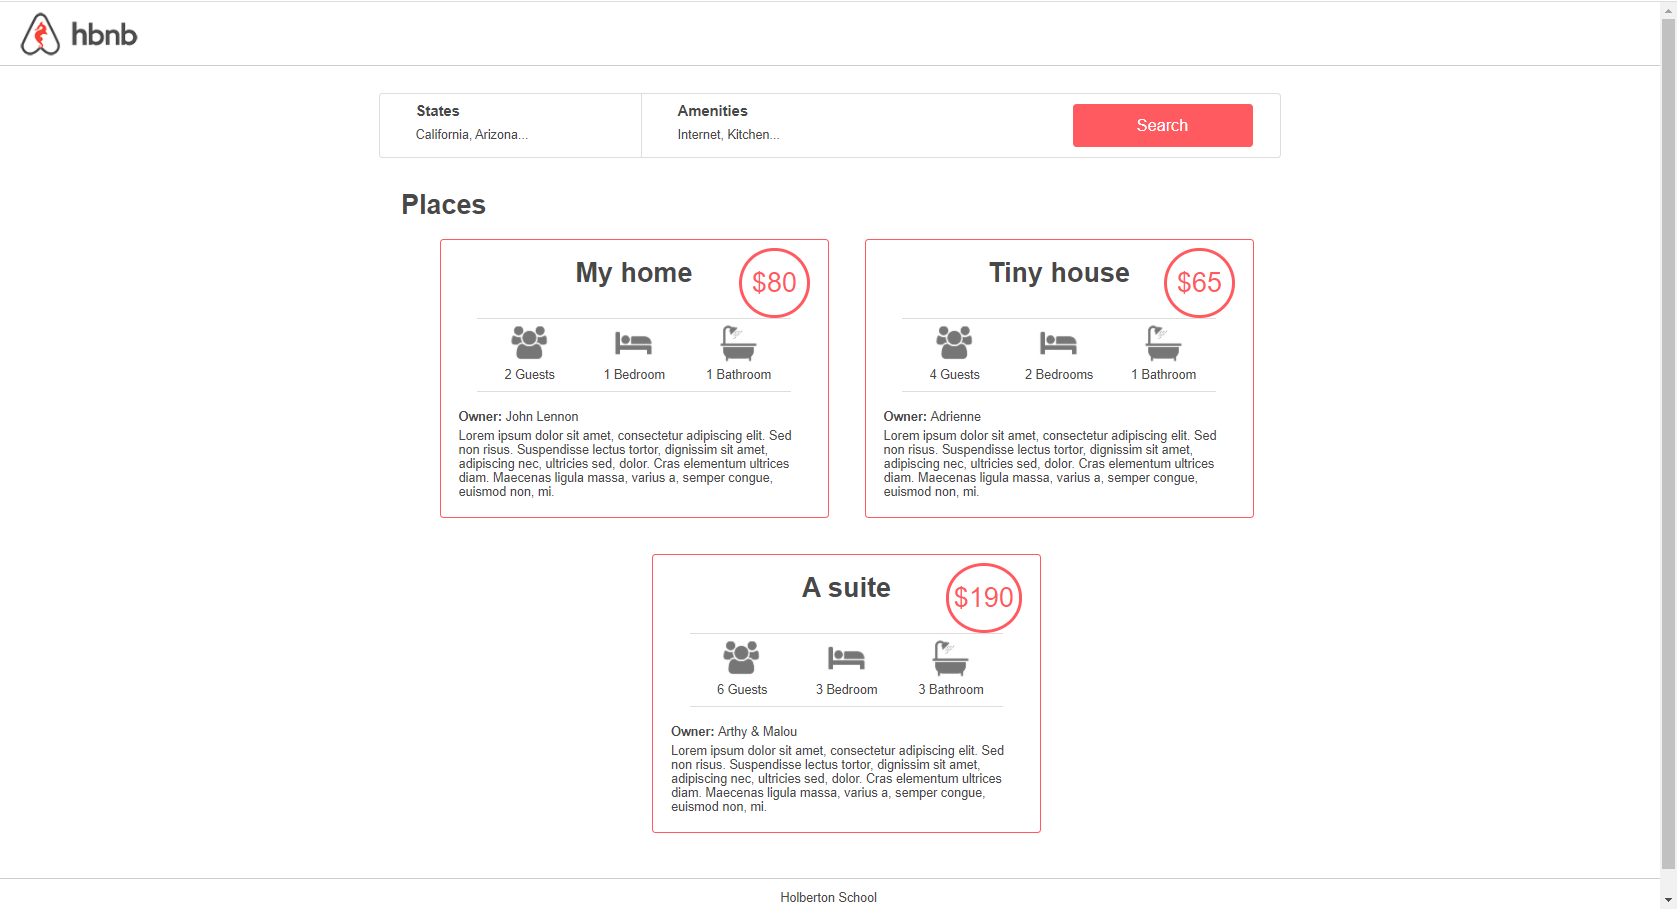 hbnb
States
California, Arizona...
Amenities
Internet, Kitchen...
Search
Places
My home
$80
2 Guests
1 Bedroom
1 Bathroom
Owner: John Lennon
Lorem ipsum dolor sit amet, consectetur adipiscing elit. Sed
non risus. Suspendisse lectus tortor, dignissim sit amet,
adipiscing nec, ultricies sed, dolor. Cras elementum ultrices
diam. Maecenas ligula massa, varius a, semper congue,
euismod non, mi.
Tiny house
$65
4 Guests
2 Bedrooms
1 Bathroom
Owner: Adrienne
Lorem ipsum dolor sit amet, consectetur adipiscing elit. Sed
non risus. Suspendisse lectus tortor, dignissim sit amet,
adipiscing nec, ultricies sed, dolor. Cras elementum ultrices
diam. Maecenas ligula massa, varius a, semper congue,
euismod non, mi.
A suite
$190
6 Guests
3 Bedroom
3 Bathroom
Owner: Arthy & Malou
Lorem ipsum dolor sit amet, consectetur adipiscing elit. Sed
non risus. Suspendisse lectus tortor, dignissim sit amet,
adipiscing nec, ultricies sed, dolor. Cras elementum ultrices
diam. Maecenas ligula massa, varius a, semper congue,
euismod non, mi.
Holberton School